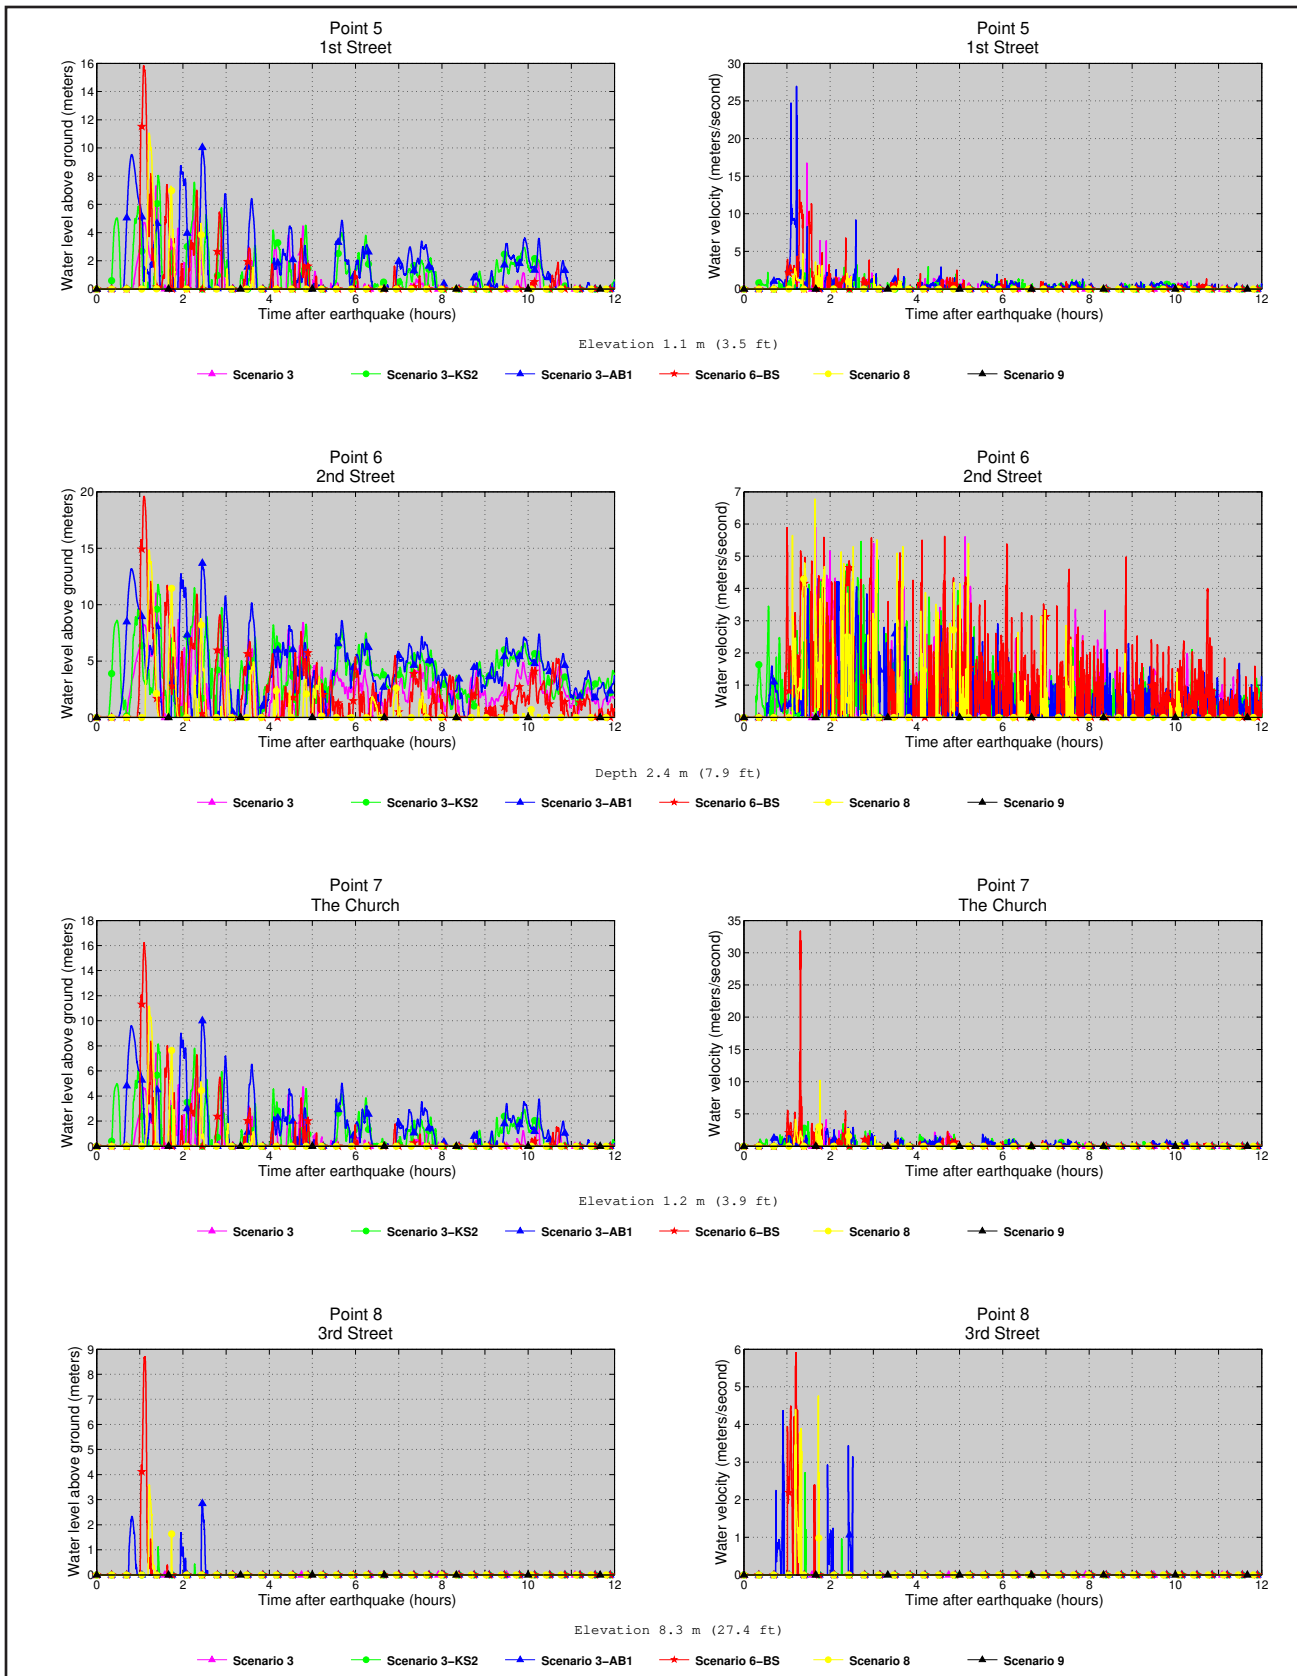 Point 5
1st Street
Water level above ground (meters)
16
14
12
10
8
6
4
2
0
0 2 4 6 8 10 12
Time after earthquake (hours)
Point 5
1st Street
Water velocity (meters/second)
30
25
20
15
10
5
0
0 2 4 6 8 10 12
Time after earthquake (hours)
Elevation 1.1 m (3.5 ft)
Scenario 3 Scenario 3−KS2 Scenario 3−AB1 Scenario 6−BS Scenario 8 Scenario 9
Point 6
2nd Street
Water level above ground (meters)
20
15
10
5
0
0 2 4 6 8 10 12
Time after earthquake (hours)
Point 6
2nd Street
Water velocity (meters/second)
7
6
5
4
3
2
1
0
0 2 4 6 8 10 12
Time after earthquake (hours)
Depth 2.4 m (7.9 ft)
Scenario 3 Scenario 3−KS2 Scenario 3−AB1 Scenario 6−BS Scenario 8 Scenario 9
Point 7
The Church
Water level above ground (meters)
18
16
14
12
10
8
6
4
2
0
0 2 4 6 8 10 12
Time after earthquake (hours)
Point 7
The Church
Water velocity (meters/second)
35
30
25
20
15
10
5
0
0 2 4 6 8 10 12
Time after earthquake (hours)
Elevation 1.2 m (3.9 ft)
Scenario 3 Scenario 3−KS2 Scenario 3−AB1 Scenario 6−BS Scenario 8 Scenario 9
Point 8
3rd Street
Water level above ground (meters)
9
8
7
6
5
4
3
2
1
0
0 2 4 6 8 10 12
Time after earthquake (hours)
Point 8
3rd Street
Water velocity (meters/second)
6
5
4
3
2
1
0
0 2 4 6 8 10 12
Time after earthquake (hours)
Elevation 8.3 m (27.4 ft)
Scenario 3 Scenario 3−KS2 Scenario 3−AB1 Scenario 6−BS Scenario 8 Scenario 9